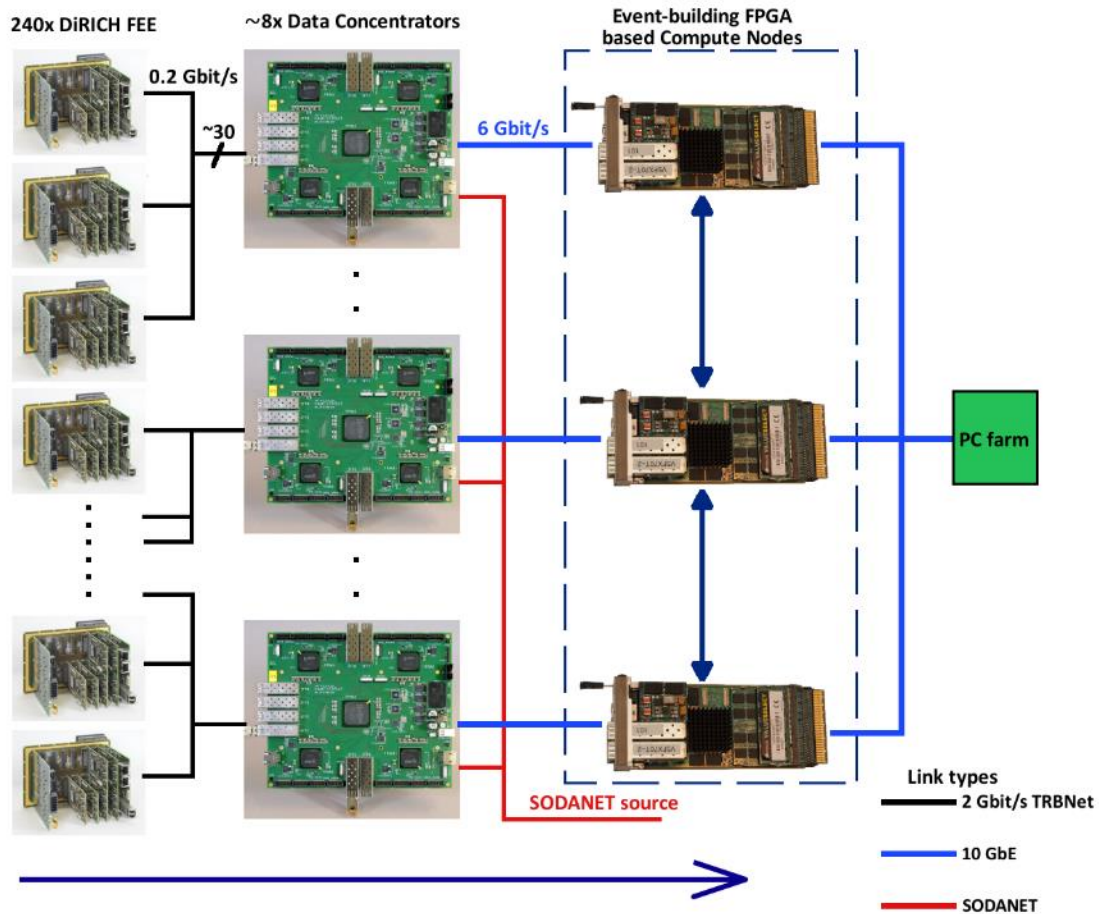 240x DiRICH FEE
~8x Data Concentrators
Event-building FPGA
based Compute Nodes
0.2 Gbit/s
~30
6 Gbit/s
PC farm
SODANET source
Link types
2 Gbit/s TRBNet
10 GbE
SODANET